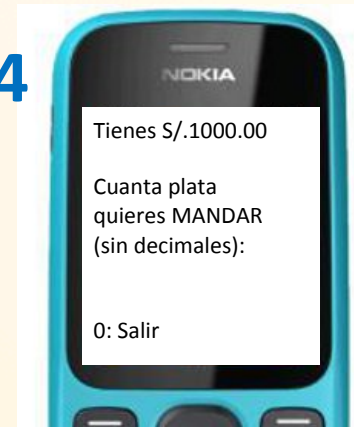 4
NOKIA
Tienes S/.1000.00
Cuanta plata
quieres MANDAR
(sin decimales):
0: Salir